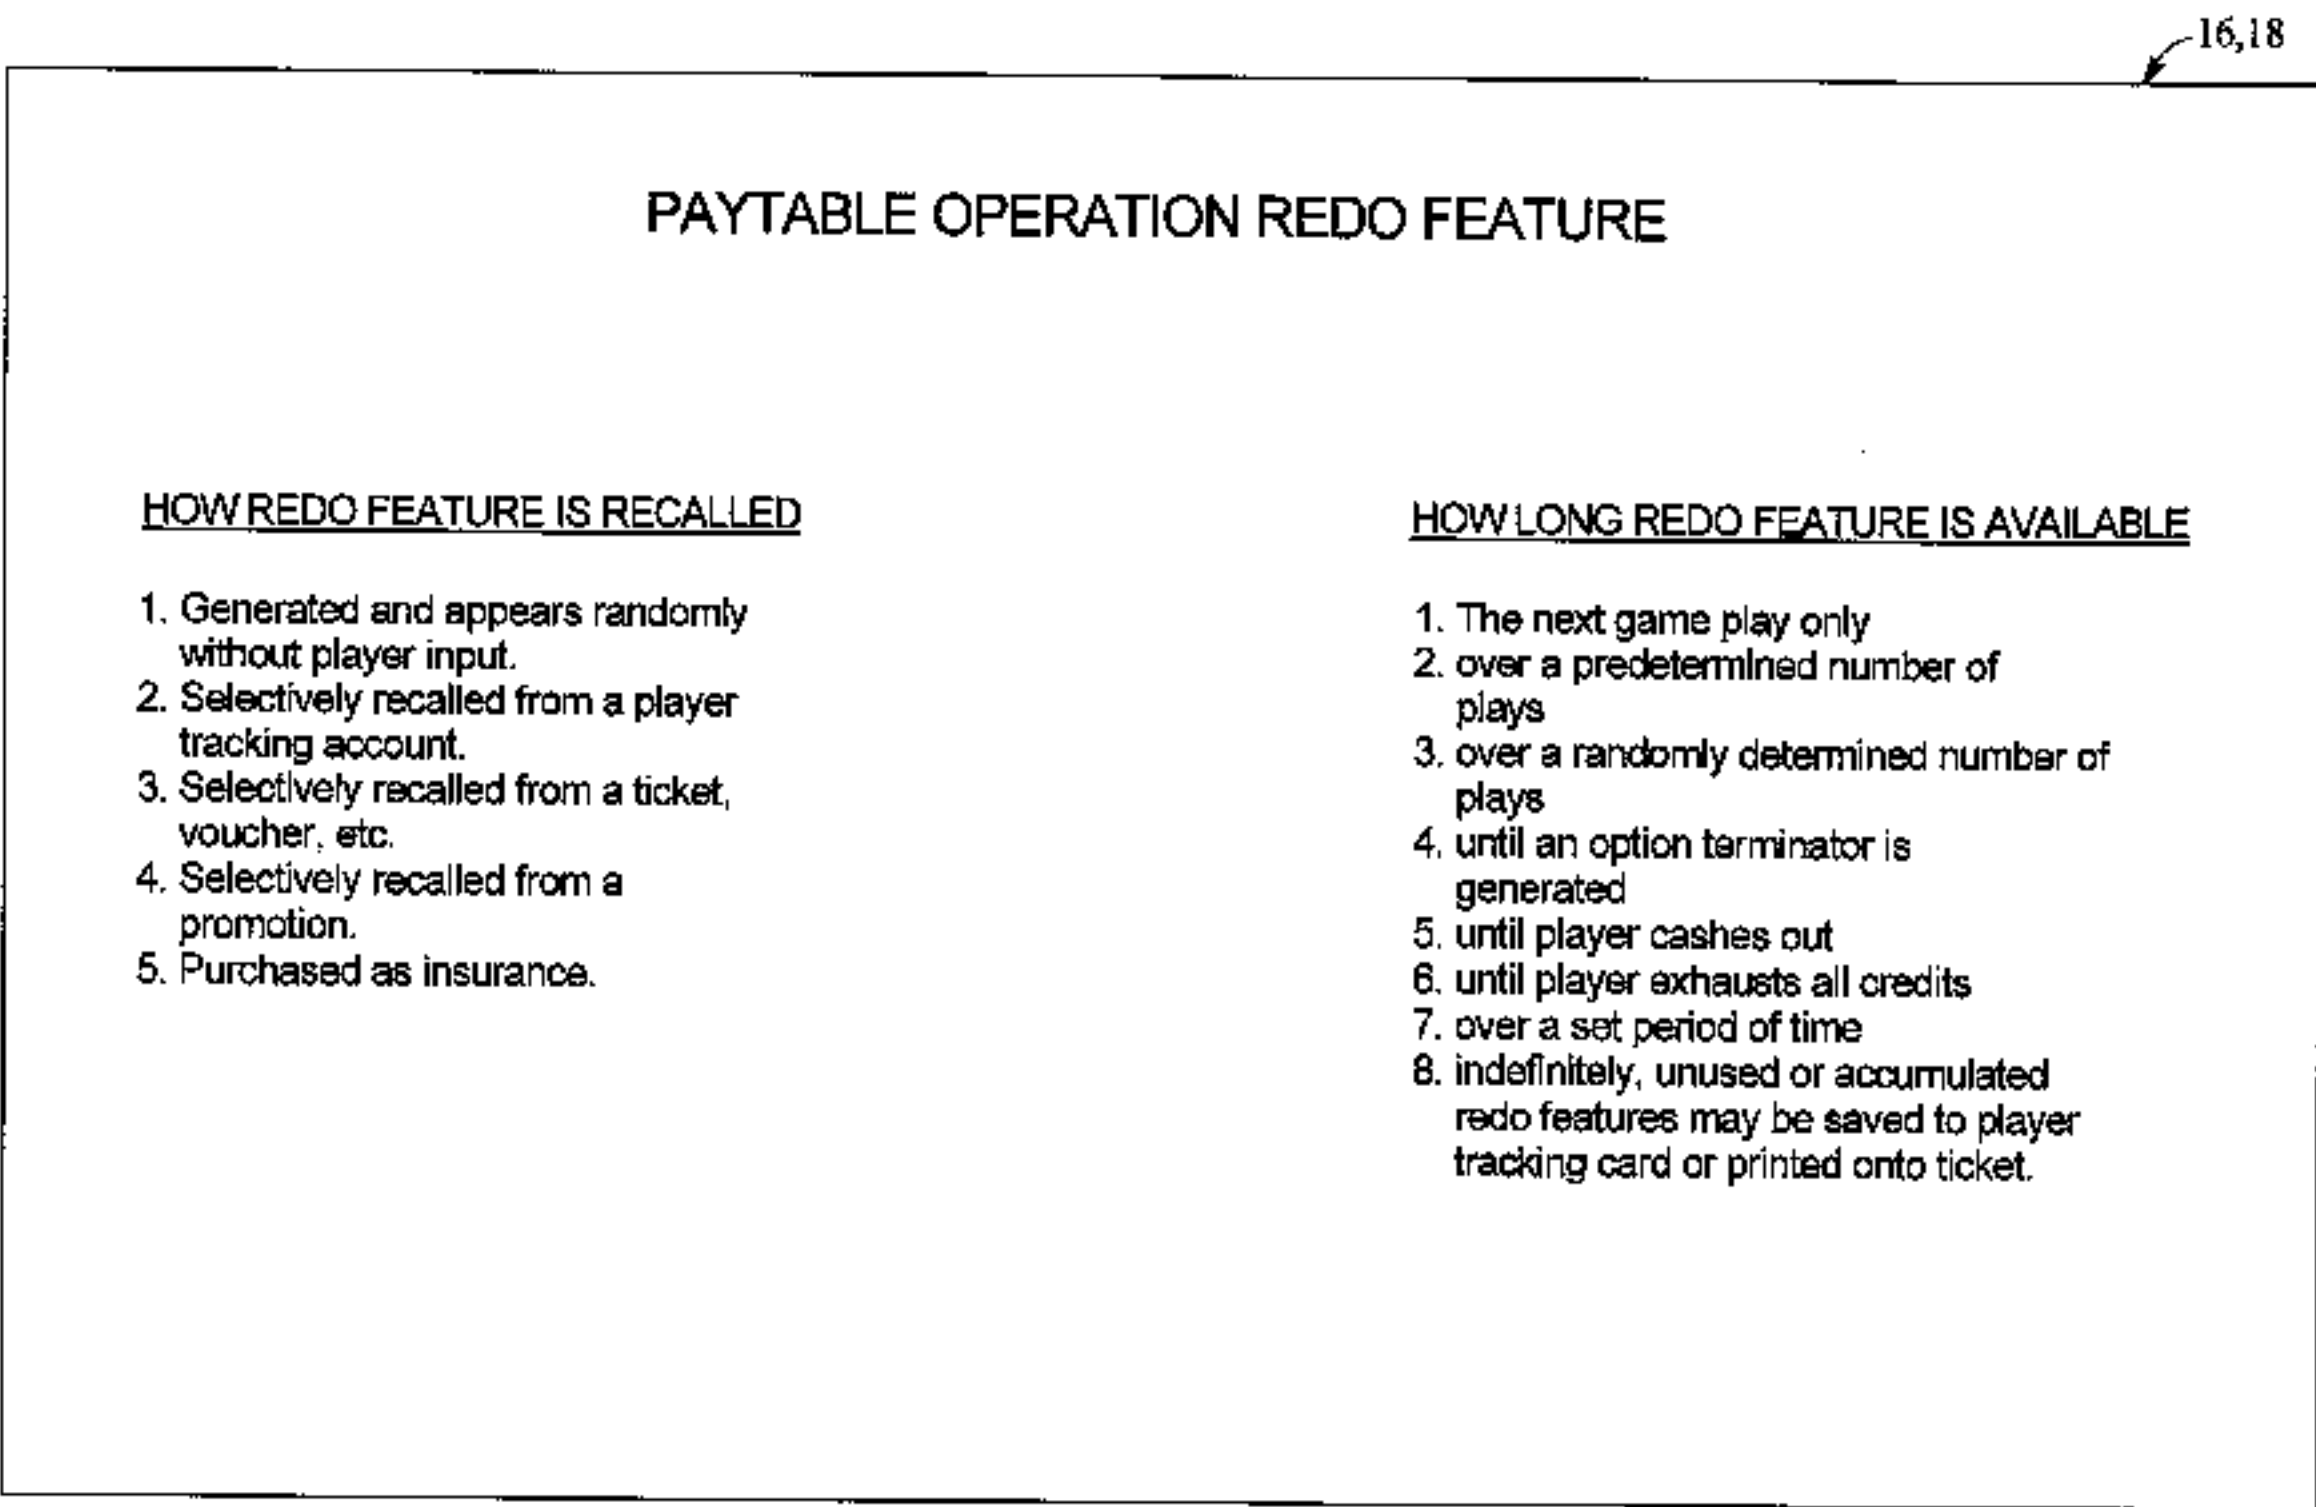 16,18
PAYTABLE OPERATION REDO FEATURE
HOW REDO FEATURE IS RECALLED
1. Generated and appears randomly
without player input.
2. Selectively recalled from a player
tracking account.
3. Selectively recalled from a ticket,
voucher, etc.
4. Selectively recalled from a
promotion.
5. Purchased as insurance.
HOW LONG REDO FEATURE IS AVAILABLE
1. The next game play only
2. over a predetermined number of
plays
3. over a randomly determined number of
plays
4. until an option terminator is
generated
5. until player cashes out
6. until player exhausts all credits
7. over a set period of time
8. indefinitely, unused or accumulated
redo features may be saved to player
tracking card or printed onto ticket.